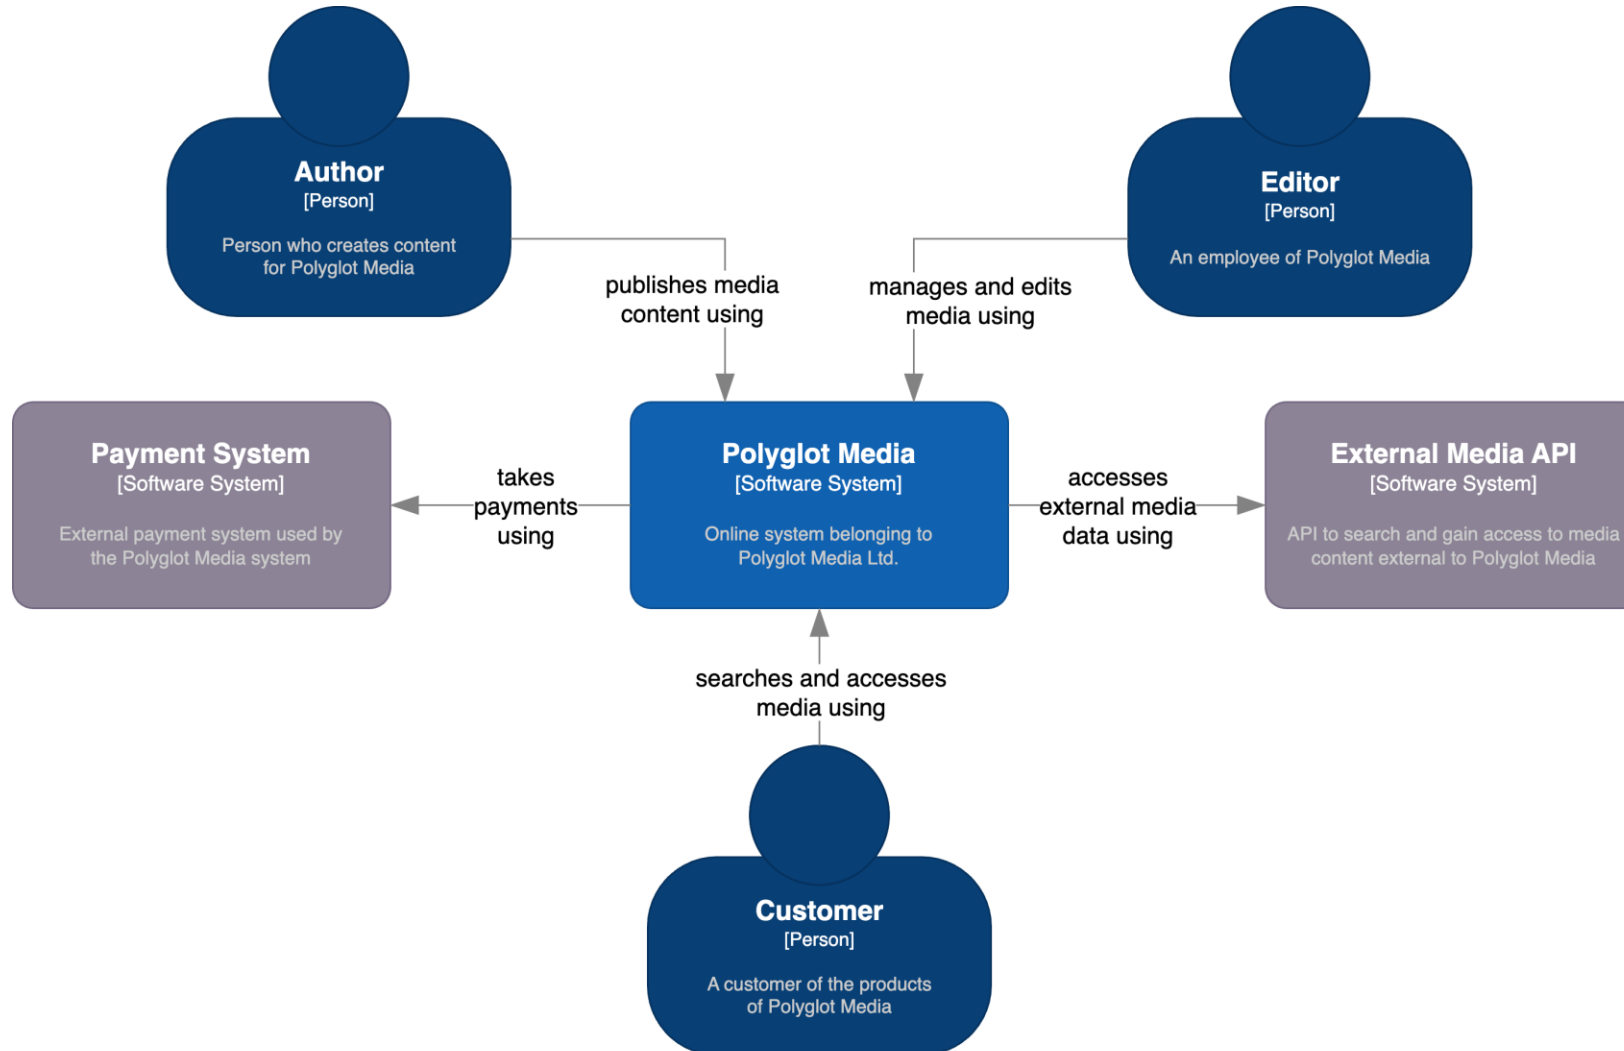 Author
[Person]
Person who creates content
for Polyglot Media
Editor
[Person]
An employee of Polyglot Media
publishes media
content using
manages and edits
media using
Payment System
[Software System]
External payment system used by
the Polyglot Media system
takes
payments
using
Polyglot Media
[Software System]
Online system belonging to
Polyglot Media Ltd.
accesses
external media
data using
External Media API
[Software System]
API to search and gain access to media
content external to Polyglot Media
searches and accesses
media using
Customer
[Person]
A customer of the products
of Polyglot Media